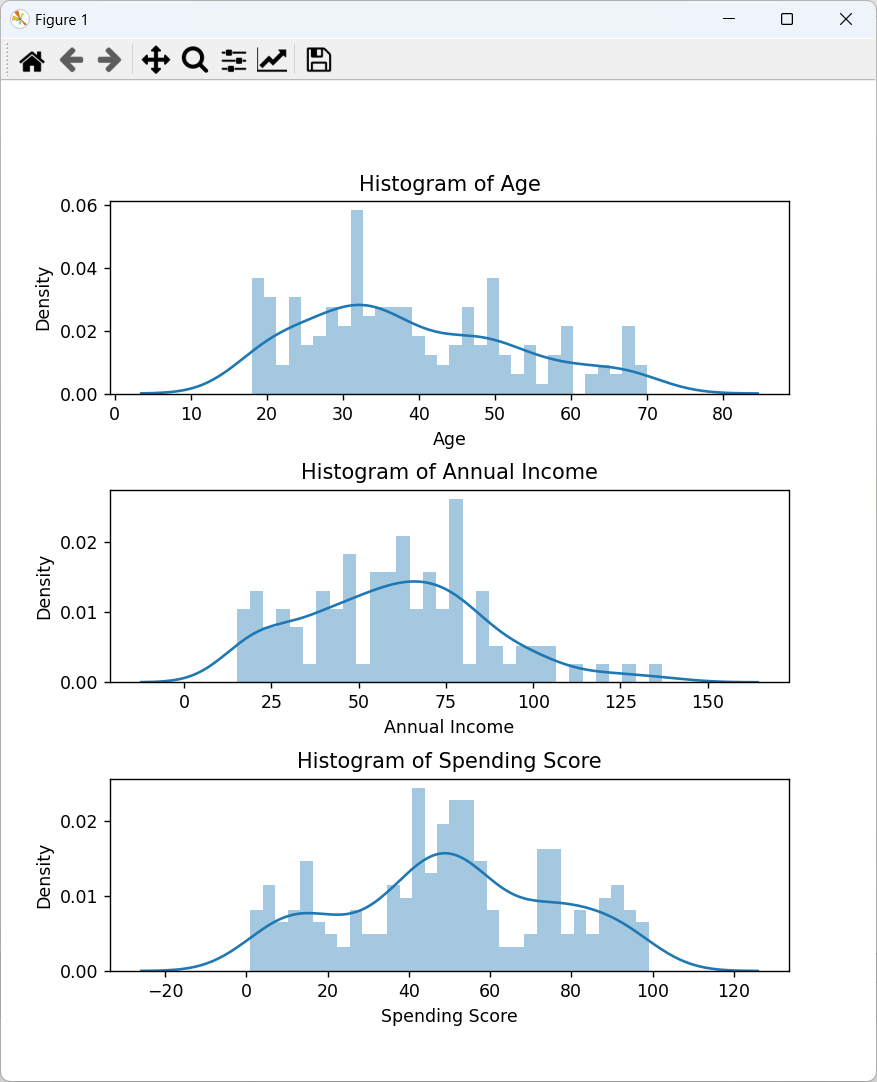 Figure 1
Histogram of Age
0.06
0.04
0.02
0.00
Density
0 10 20 30 40 50 60 70 80
Age
Histogram of Annual Income
0.02
0.01
0.00
Density
0 25 50 75 100 125 150
Annual Income
Histogram of Spending Score
0.02
0.01
0.00
Density
−20 0 20 40 60 80 100 120
Spending Score